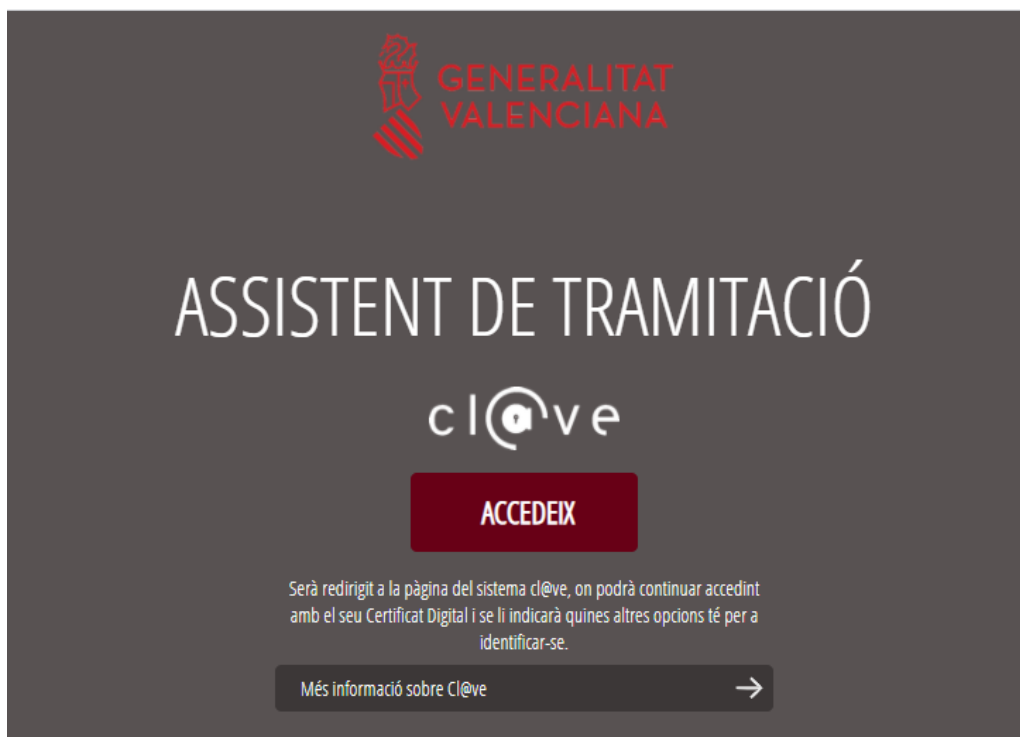 GENERALITAT
VALENCIANA
ASSISTENT DE TRAMITACIÓ
cl@ve
ACCEDEIX
Serà redirigit a la pàgina del sistema cl@ve, on podrà continuar accedint
amb el seu Certificat Digital i se li indicarà quines altres opcions té per a
identificar-se.
Més informació sobre Cl@ve